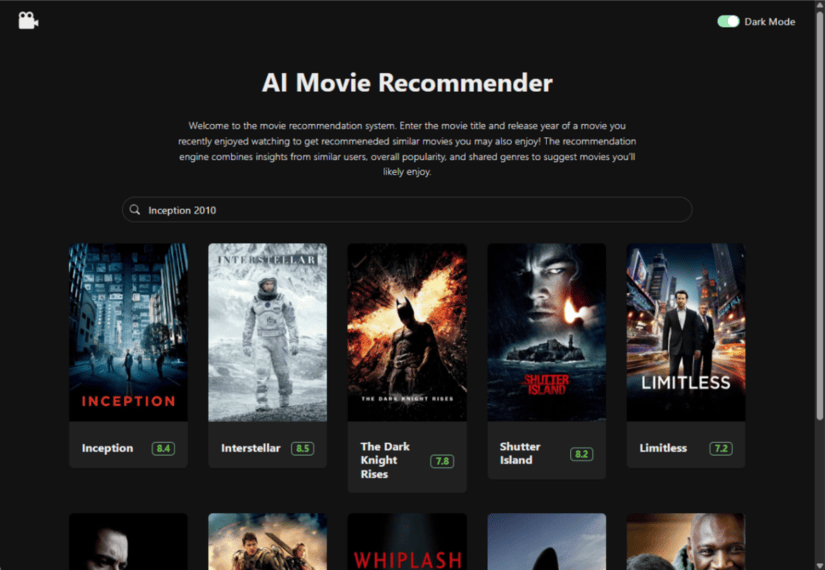 Dark Mode
AI Movie Recommender
Welcome to the movie recommendation system. Enter the movie title and release year of a movie you
recently enjoyed watching to get recommeneded similar movies you may also enjoy! The recommendation
engine combines insights from similar users, overall popularity, and shared genres to suggest movies you'll
likely enjoy.
Inception 2010
INCEPTION
INTERSTELLAR
THE DARK KNIGHT RISES
SHUTTER
ISLAND
LIMITLESS
Inception 8.4
Interstellar 8.5
The Dark
Knight
Rises
7.8
Shutter
Island
8.2
Limitless 7.2
WHIPLASH